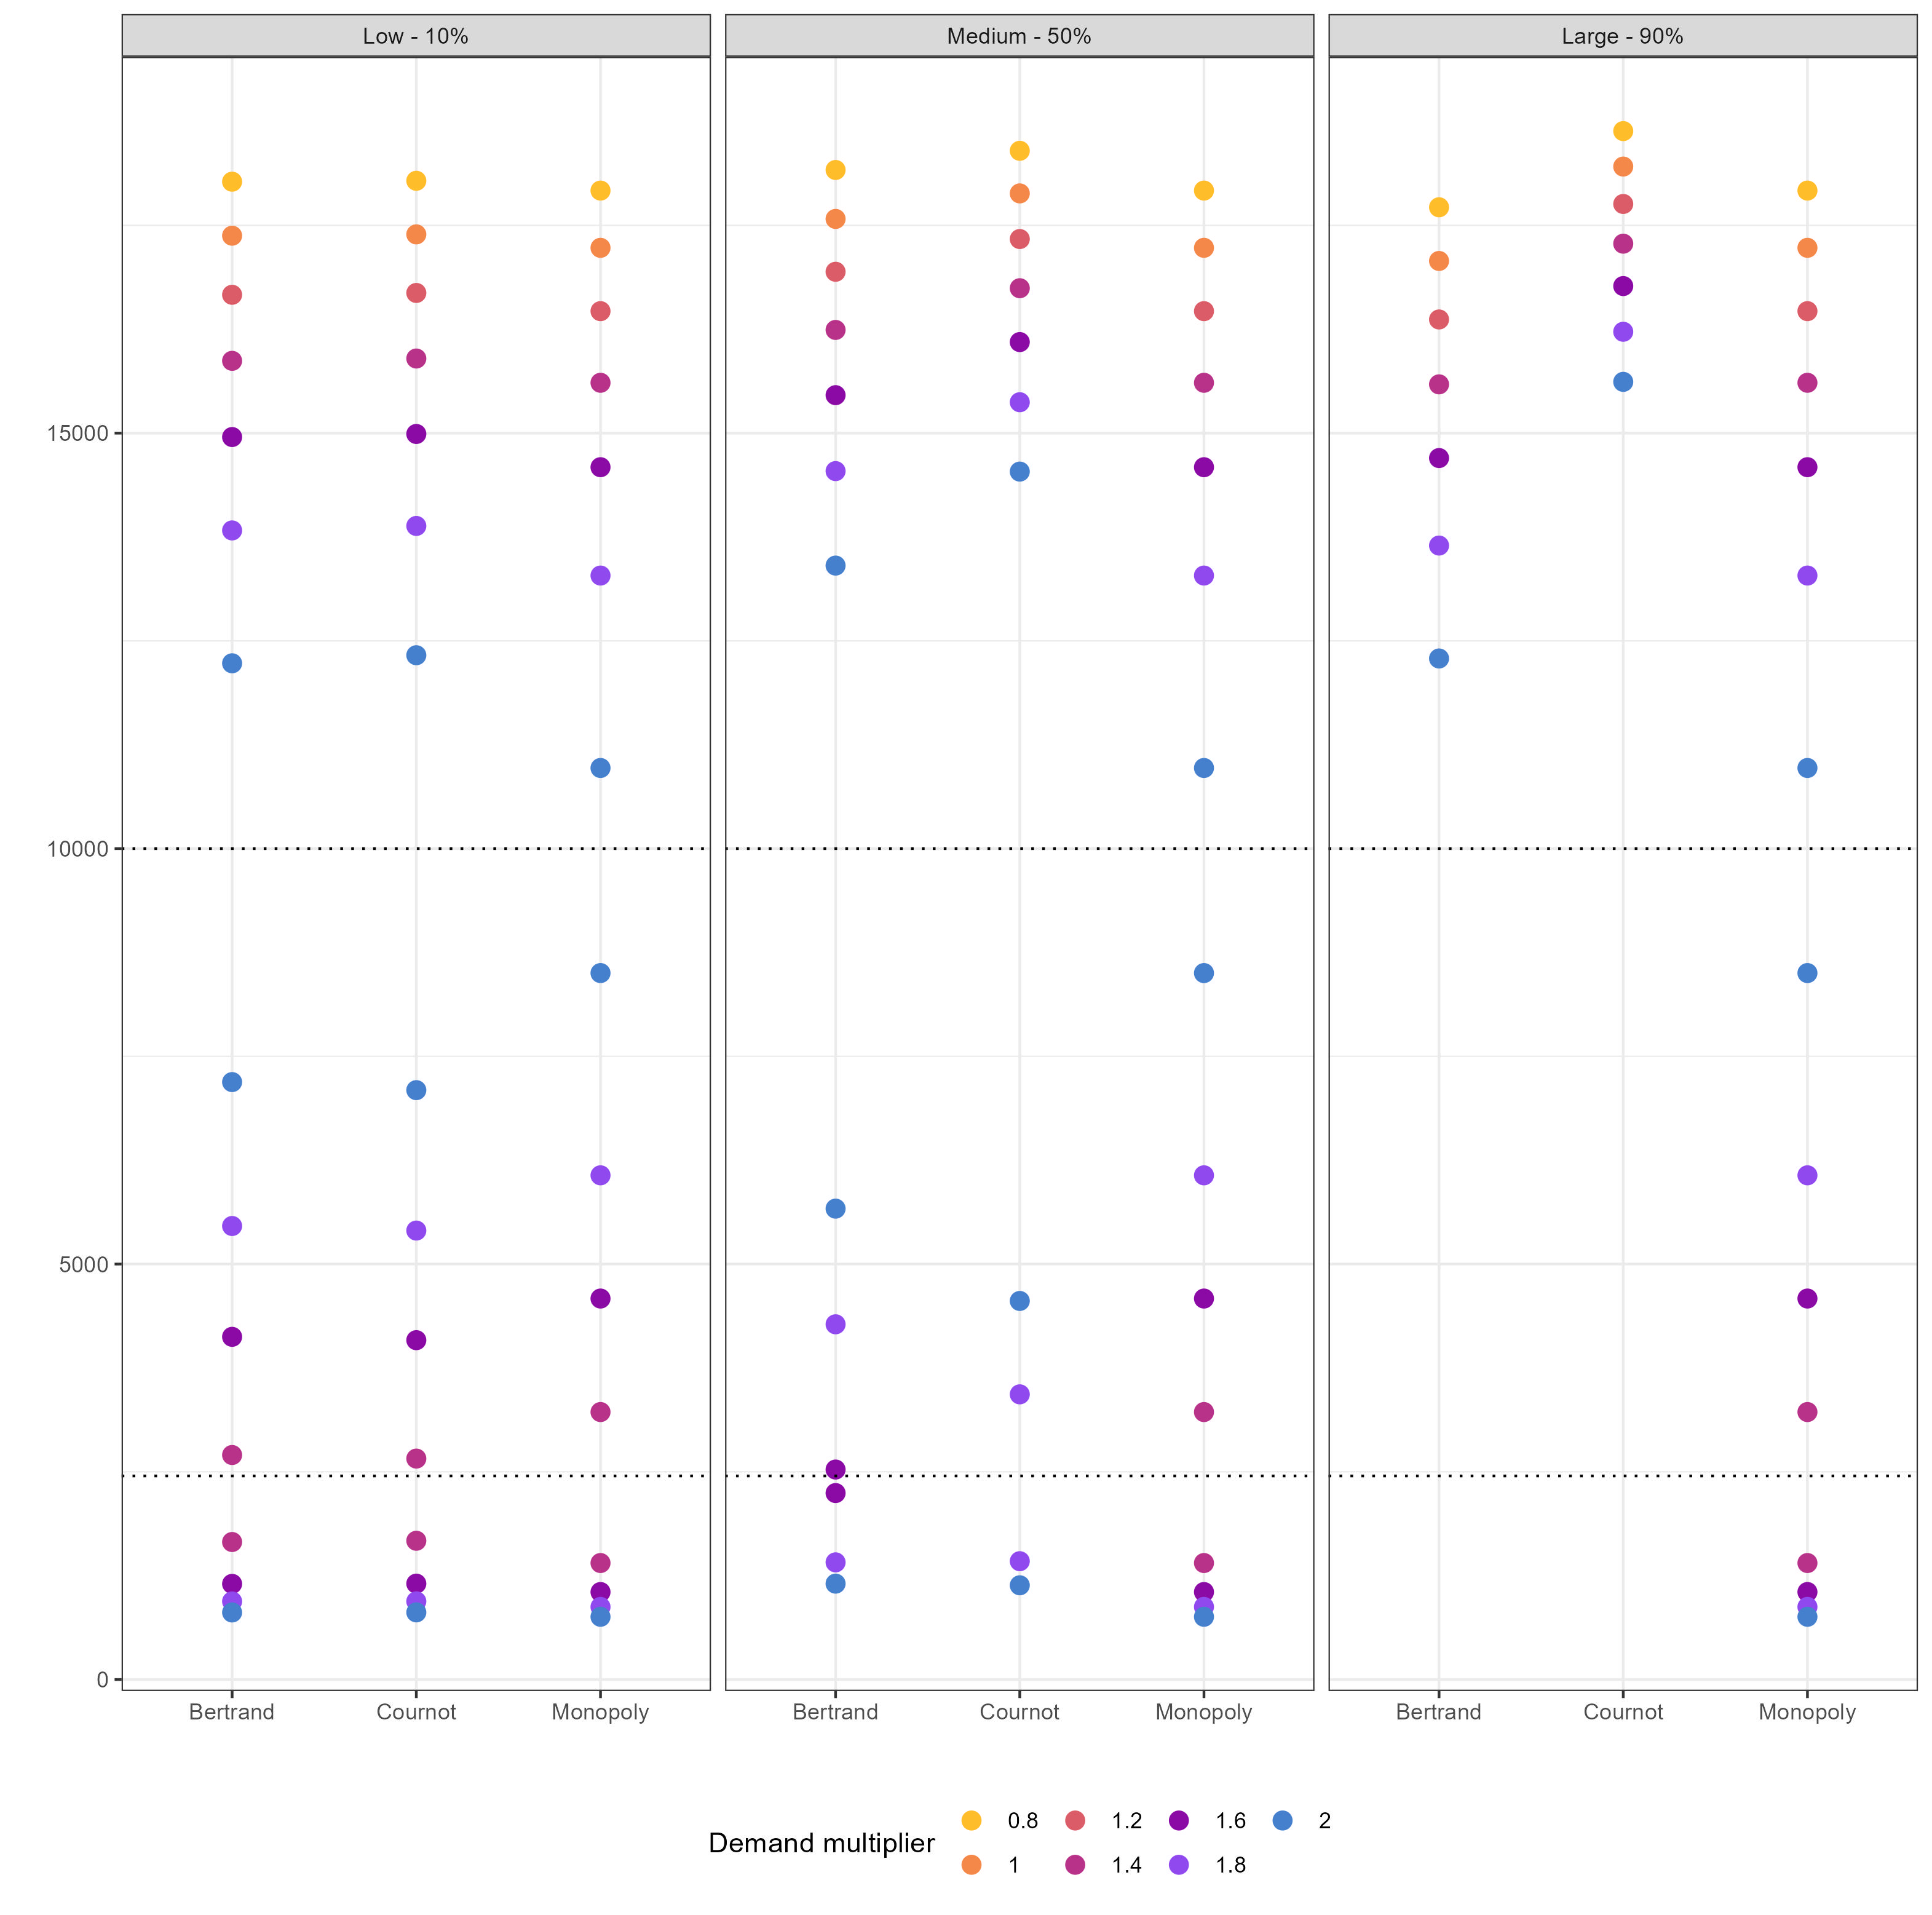 Low - 10%
Medium - 50%
Large - 90%
15000
10000
5000
0
Bertrand
Cournot
Monopoly
Bertrand
Cournot
Monopoly
Bertrand
Cournot
Monopoly
Demand multiplier
0.8
1.2
1.6
2
1
1.4
1.8